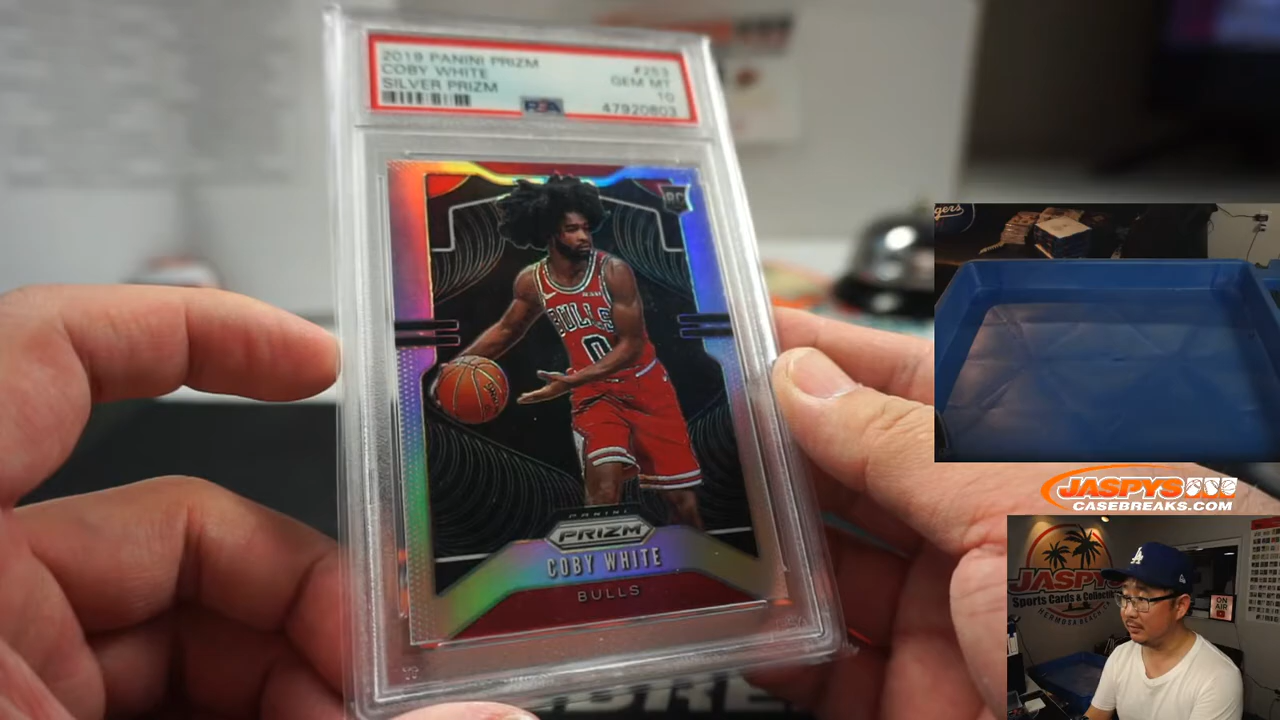 2019 PANINI PRIZM
COBY WHITE
SILVER PRIZM
#253
GEM MT
10
47920803
PSA
RC
BULLS
0
PANINI
PRIZM
COBY WHITE
BULLS
JASPYS
CASEBREAKS.COM
LA
JASPYS
Sports Cards & Collectib
HERMOSA BEACH
ON
AIR